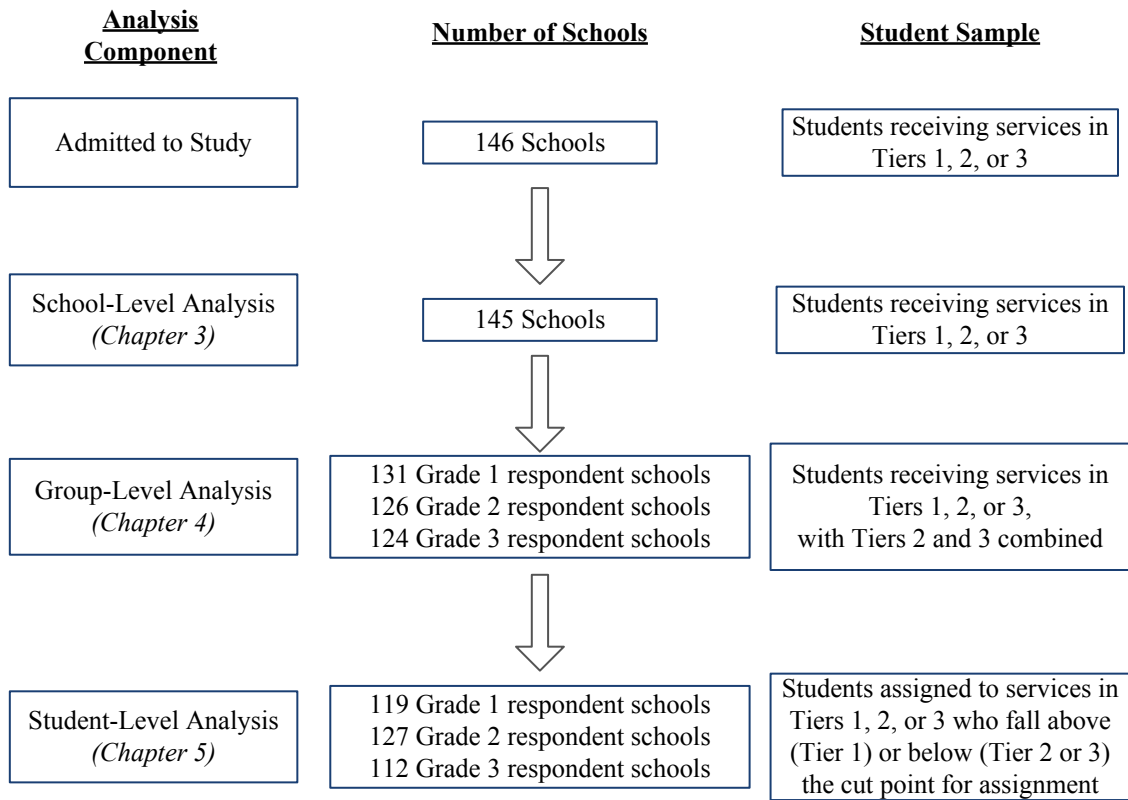 Analysis
Component
Number of Schools
Student Sample
Admitted to Study
146 Schools
Students receiving services in
Tiers 1, 2, or 3
School-Level Analysis
(Chapter 3)
145 Schools
Students receiving services in
Tiers 1, 2, or 3
Group-Level Analysis
(Chapter 4)
131 Grade 1 respondent schools
126 Grade 2 respondent schools
124 Grade 3 respondent schools
Students receiving services in
Tiers 1, 2, or 3,
with Tiers 2 and 3 combined
Student-Level Analysis
(Chapter 5)
119 Grade 1 respondent schools
127 Grade 2 respondent schools
112 Grade 3 respondent schools
Students assigned to services in
Tiers 1, 2, or 3 who fall above
(Tier 1) or below (Tier 2 or 3)
the cut point for assignment